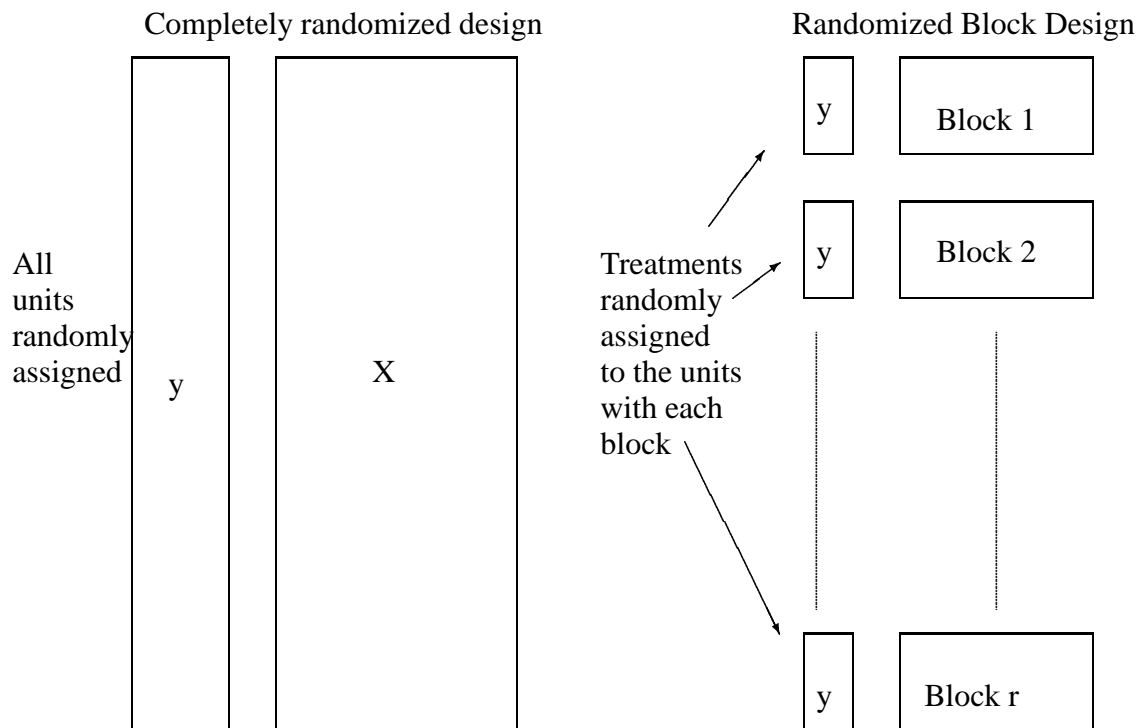 Completely randomized design
All
units
randomly
assigned
y
X
Randomized Block Design
Treatments
randomly
assigned
to the units
with each
block
y
Block 1
y
Block 2
y
Block r